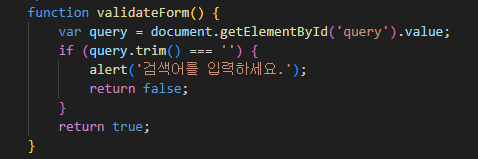 function validateForm() {
    var query = document.getElementById('query').value;
    if (query.trim() === '') {
        alert('검색어를 입력하세요.');
        return false;
    }
    return true;
}